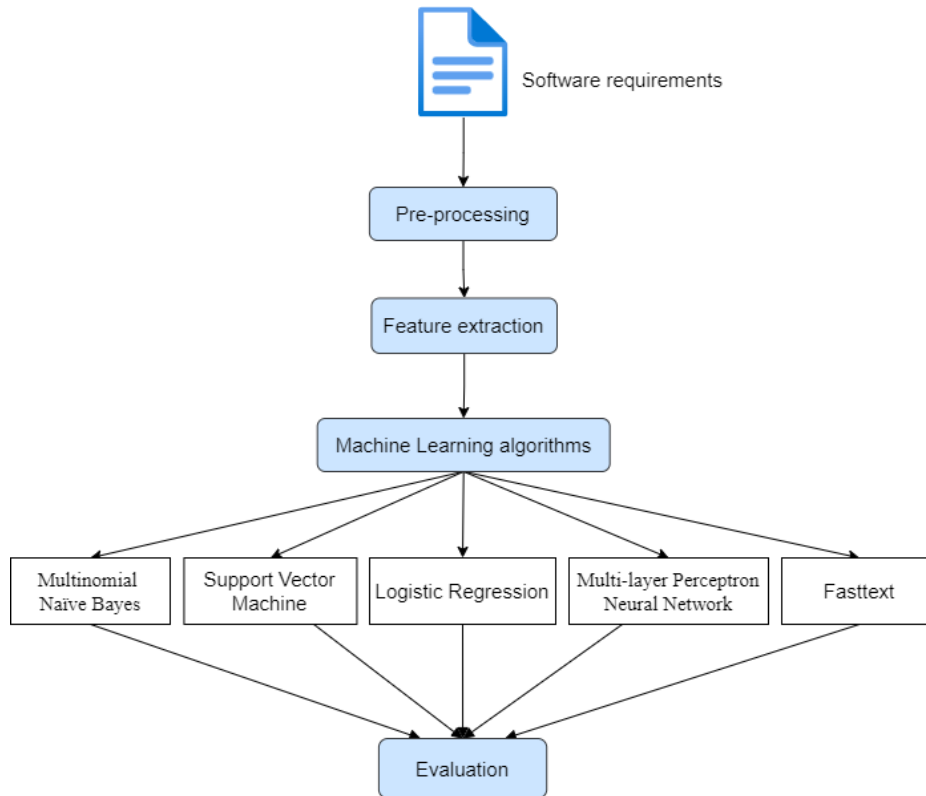 Software requirements
Pre-processing
Feature extraction
Machine Learning algorithms
Multinomial
Naïve Bayes
Support Vector
Machine
Logistic Regression
Multi-layer Perceptron
Neural Network
Fasttext
Evaluation